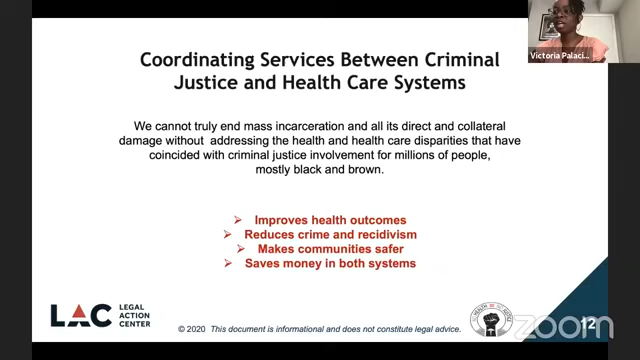 Victoria Palaci...
Coordinating Services Between Criminal
Justice and Health Care Systems
We cannot truly end mass incarceration and all its direct and collateral
damage without addressing the health and health care disparities that have
coincided with criminal justice involvement for millions of people,
mostly black and brown.
Improves health outcomes
Reduces crime and recidivism
Makes communities safer
Saves money in both systems
LAC LEGAL
ACTION
CENTER
© 2020 This document is informational and does not constitute legal advice.
12
zoom